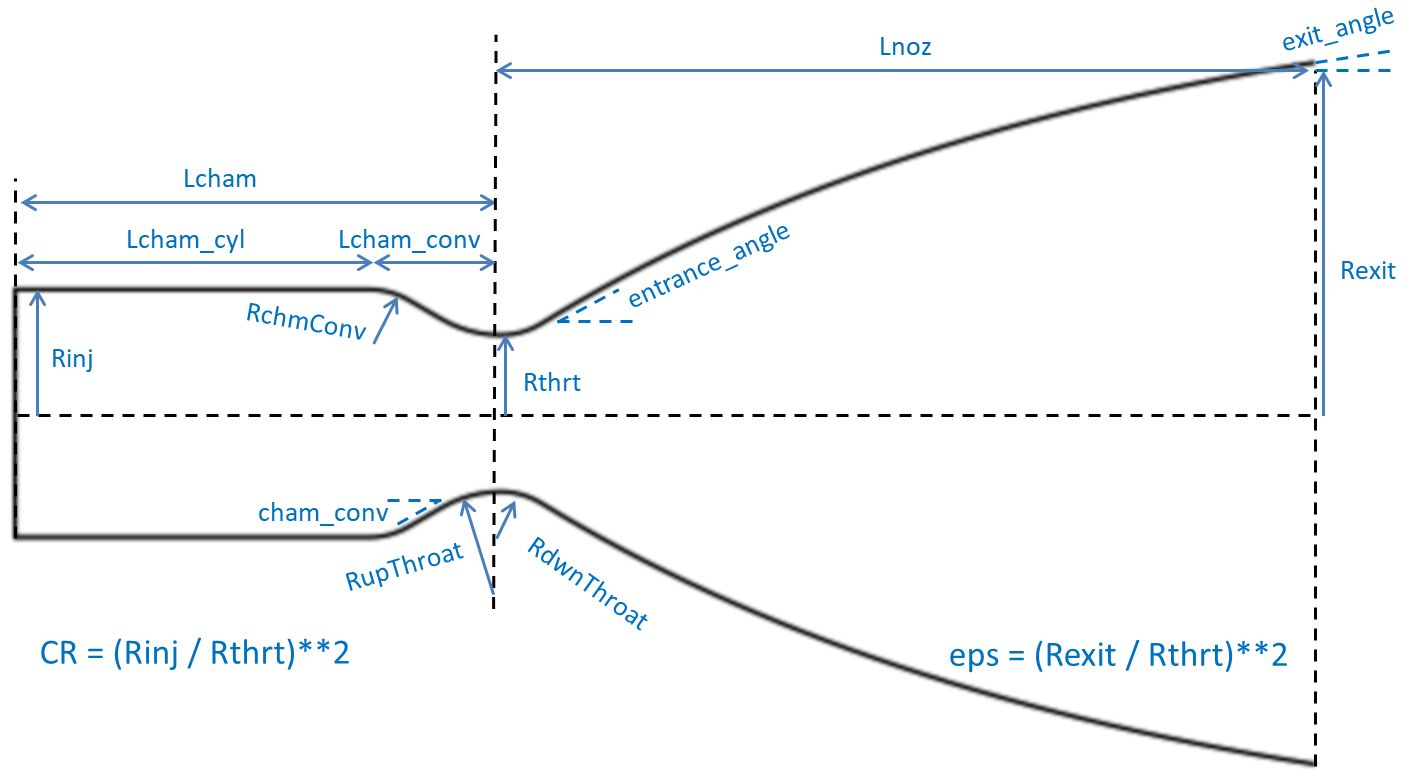 exit_angle
Lnoz
Lcham
Lcham_cyl
Lcham_conv
entrance_angle
Rexit
RchmConv
Rinj
Rthrt
cham_conv
RupThroat
RdwnThroat
CR = (Rinj / Rthrt)**2
eps = (Rexit / Rthrt)**2